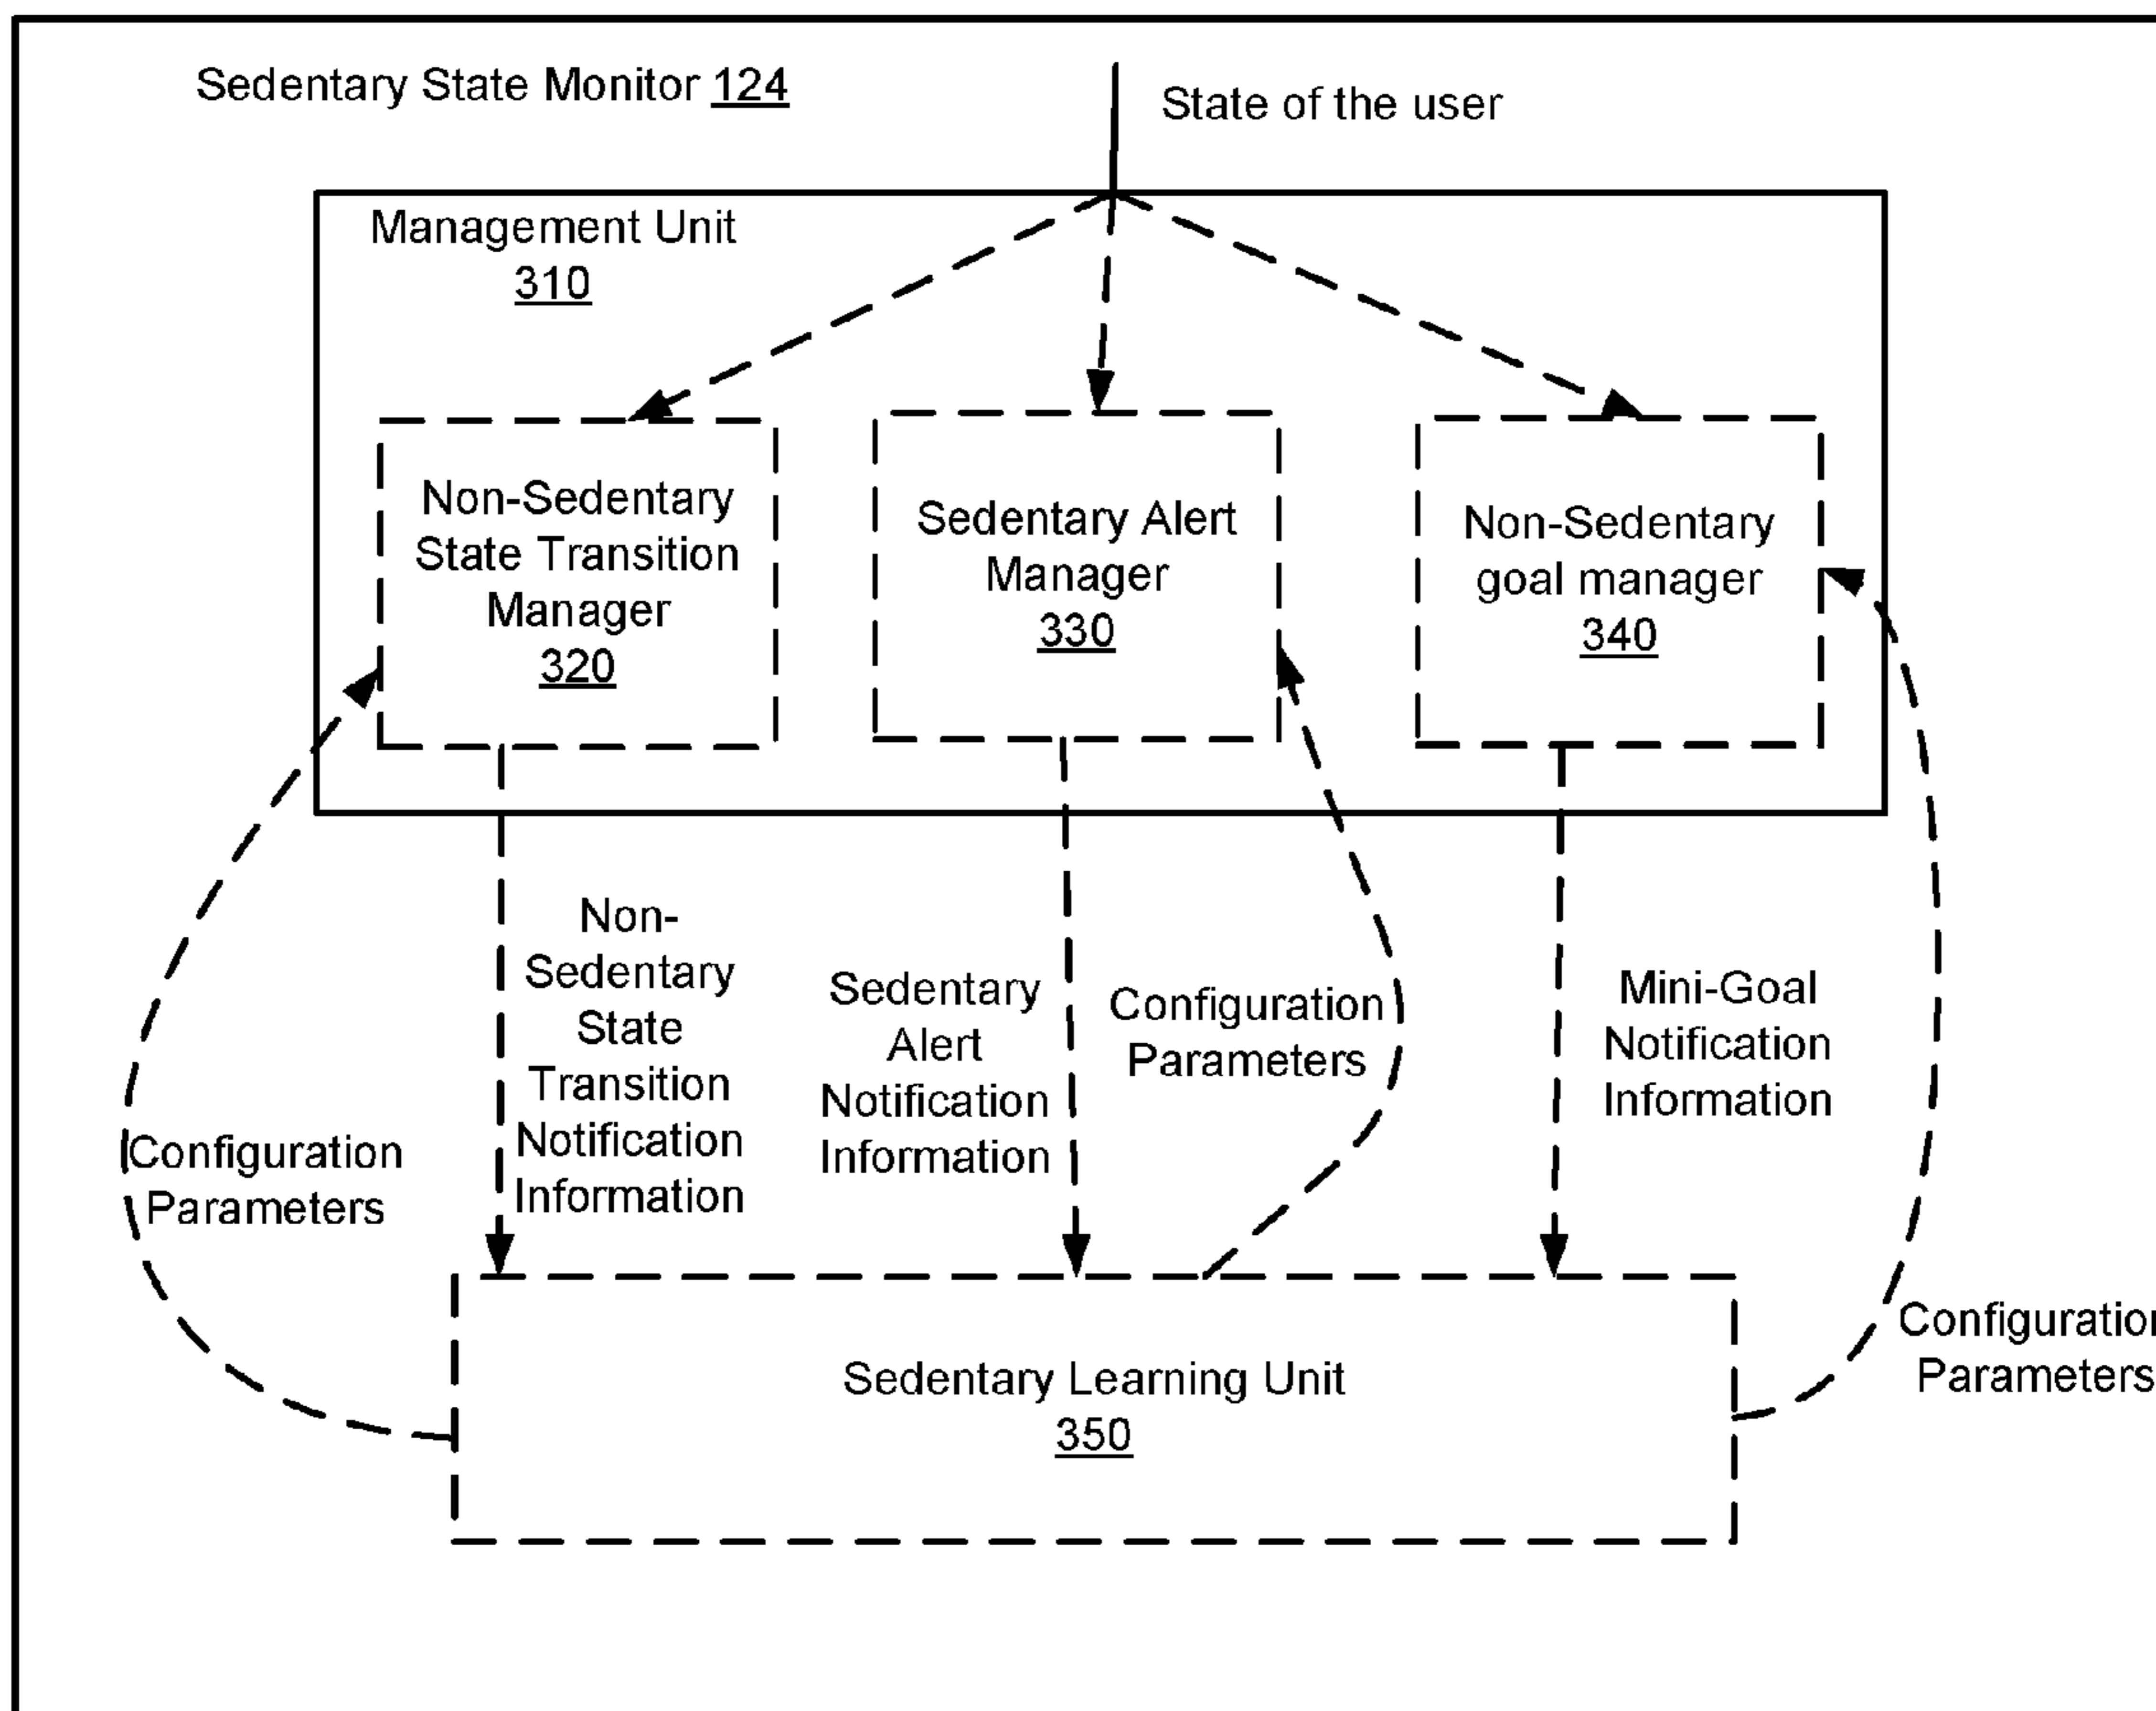 Sedentary State Monitor 124
State of the user
Management Unit
310
Non-Sedentary
State Transition
Manager
320
Sedentary Alert
Manager
330
Non-Sedentary
goal manager
340
Non-
Sedentary
State
Transition
Notification
Information
Sedentary
Alert
Notification
Information
Configuration
Parameters
Mini-Goal
Notification
Information
Configuration
Parameters
Configuration
Parameters
Sedentary Learning Unit
350